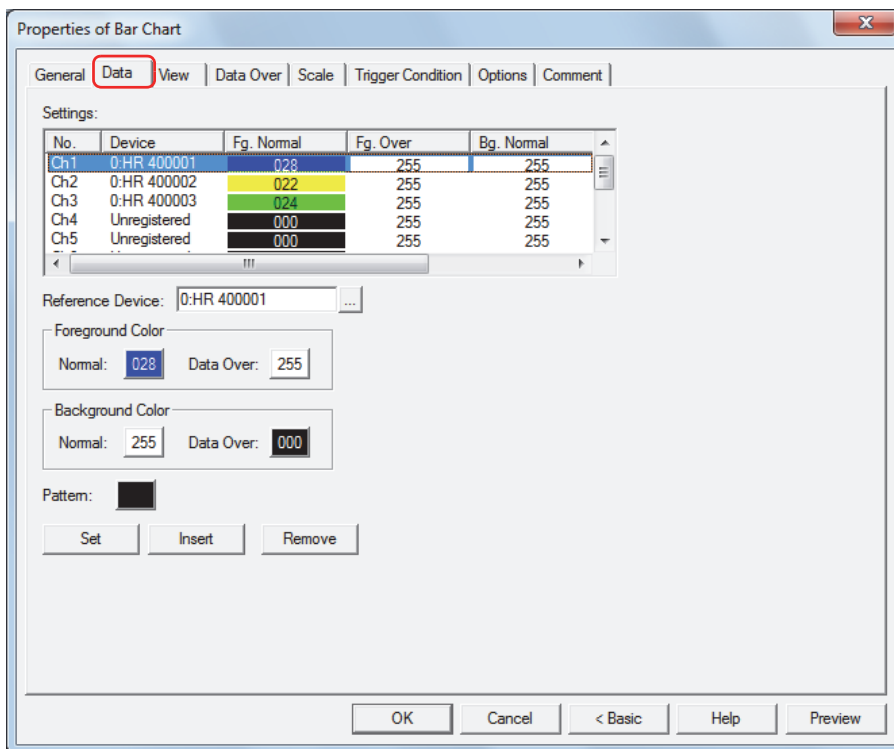 Properties of Bar Chart
General Data View Data Over Scale Trigger Condition Options Comment
Settings:
No. Device Fg. Normal Fg. Over Bg. Normal
Ch1 0:HR 400001 028 255 255
Ch2 0:HR 400002 022 255 255
Ch3 0:HR 400003 024 255 255
Ch4 Unregistered 000 255 255
Ch5 Unregistered 000 255 255
Reference Device: 0:HR 400001 ...
Foreground Color
Normal: 028 Data Over: 255
Background Color
Normal: 255 Data Over: 000
Pattern:
Set Insert Remove
OK Cancel < Basic Help Preview